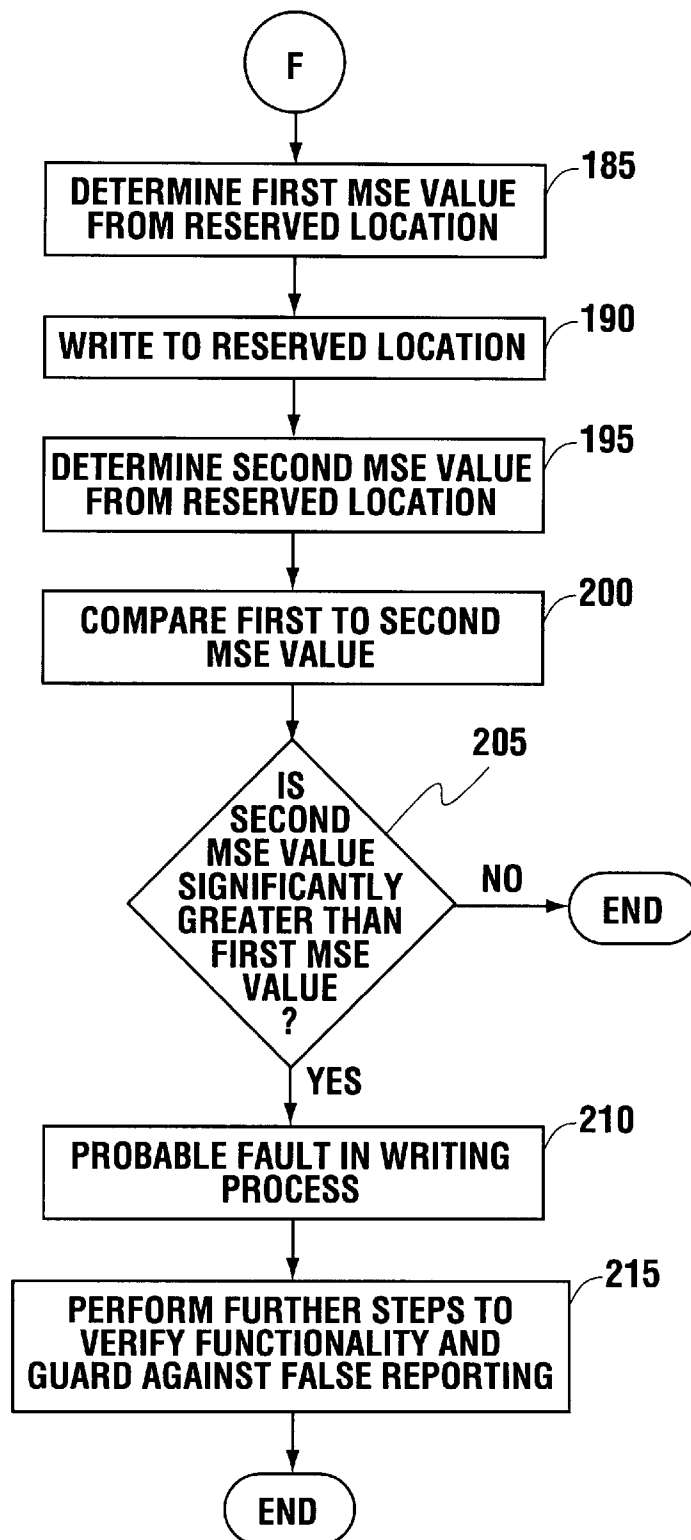 F
185
DETERMINE FIRST MSE VALUE
FROM RESERVED LOCATION
190
WRITE TO RESERVED LOCATION
195
DETERMINE SECOND MSE VALUE
FROM RESERVED LOCATION
200
COMPARE FIRST TO SECOND
MSE VALUE
205
IS
SECOND
MSE VALUE
SIGNIFICANTLY
GREATER THAN
FIRST MSE
VALUE
?
NO
END
YES
210
PROBABLE FAULT IN WRITING
PROCESS
215
PERFORM FURTHER STEPS TO
VERIFY FUNCTIONALITY AND
GUARD AGAINST FALSE REPORTING
END